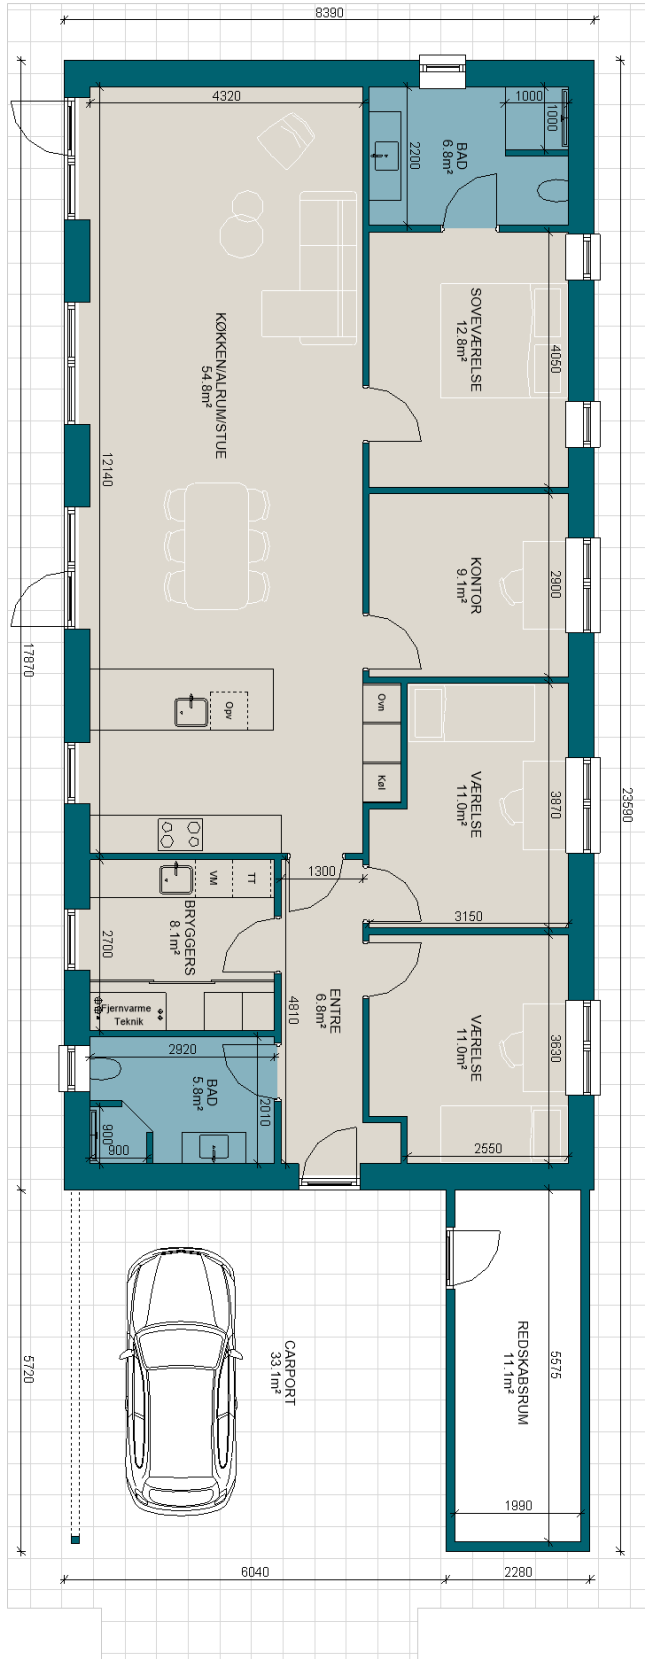 8390
4320
1000
1000
2200
BAD
6.8m²
SOVEVÆRELSE
12.8m²
4050
KØKKEN/ALRUM/STUE
54.8m²
12140
KONTOR
9.1m²
2900
17870
Opv
Ovn
Køl
VÆRELSE
11.0m²
3870
23590
3150
1300
VM
TT
BRYGGERS
8.1m²
2700
Fjernvarme
Teknik
ENTRE
6.8m²
4810
VÆRELSE
11.0m²
3630
2920
BAD
5.8m²
2010
900
900
2550
CARPORT
33.1m²
5720
REDSKABSRUM
11.1m²
5575
1990
6040
2280